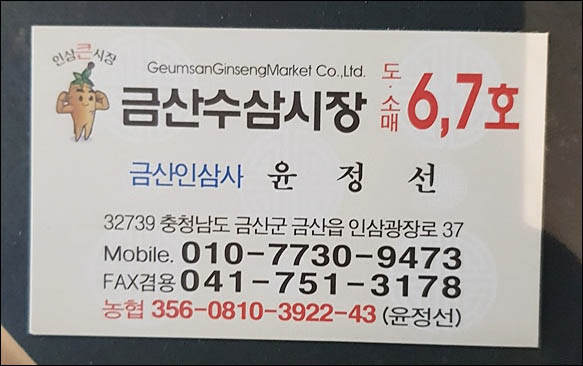 인삼큰시장
GeumsanGinsengMarket Co.,Ltd.
금산수삼시장 도·소매 6,7호
금산인삼사 윤정선
32739 충청남도 금산군 금산읍 인삼광장로 37
Mobile. 010-7730-9473
FAX겸용 041-751-3178
농협 356-0810-3922-43 (윤정선)